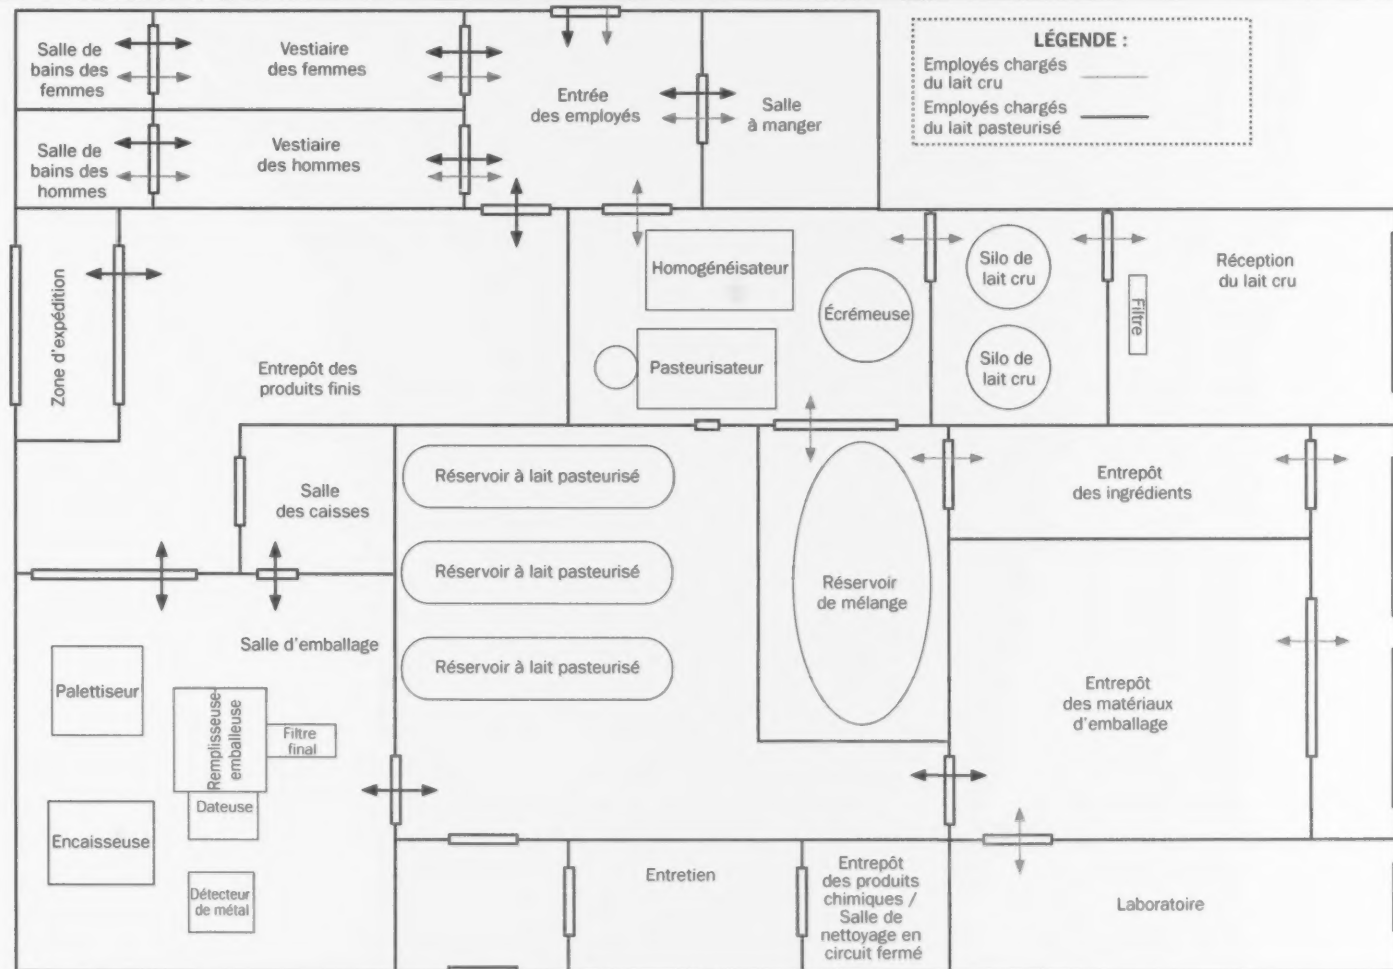 LÉGENDE :
Employés chargés
du lait cru
Employés chargés
du lait pasteurisé
Salle de
bains des
femmes
Vestiaire
des femmes
Entrée
des employés
Salle
à manger
Salle de
bains des
hommes
Vestiaire
des hommes
Zone d'expédition
Entrepôt des
produits finis
Homogénéisateur
Écrémeuse
Pasteurisateur
Silo de
lait cru
Silo de
lait cru
Filtre
Réception
du lait cru
Salle
des caisses
Réservoir à lait pasteurisé
Réservoir à lait pasteurisé
Réservoir à lait pasteurisé
Réservoir
de mélange
Entrepôt
des ingrédients
Entrepôt
des matériaux
d'emballage
Salle d'emballage
Palettiseur
Remplisseuse
emballeuse
Filtre
final
Dateuse
Encaisseuse
Détecteur
de métal
Entretien
Entrepôt
des produits
chimiques /
Salle de
nettoyage en
circuit fermé
Laboratoire